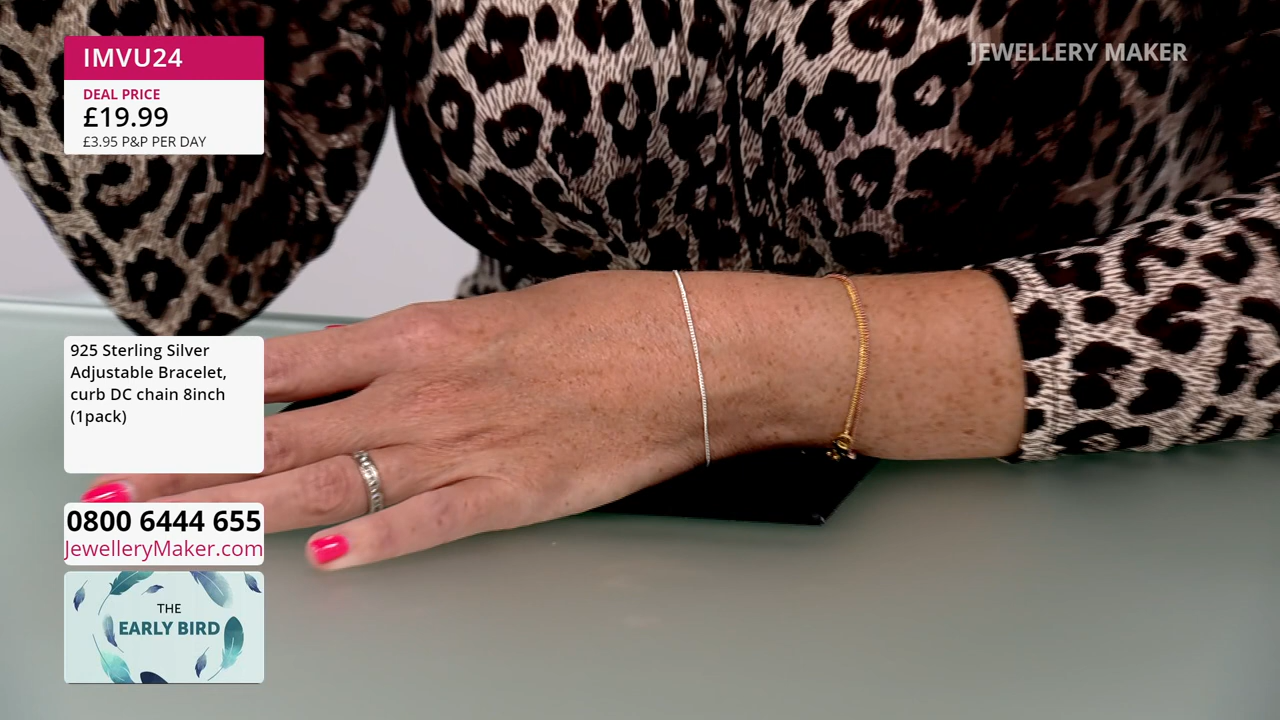 IMVU24
DEAL PRICE
£19.99
£3.95 P&P PER DAY
JEWELLERY MAKER
925 Sterling Silver
Adjustable Bracelet,
curb DC chain 8inch
(1pack)
0800 6444 655
JewelleryMaker.com
THE
EARLY BIRD